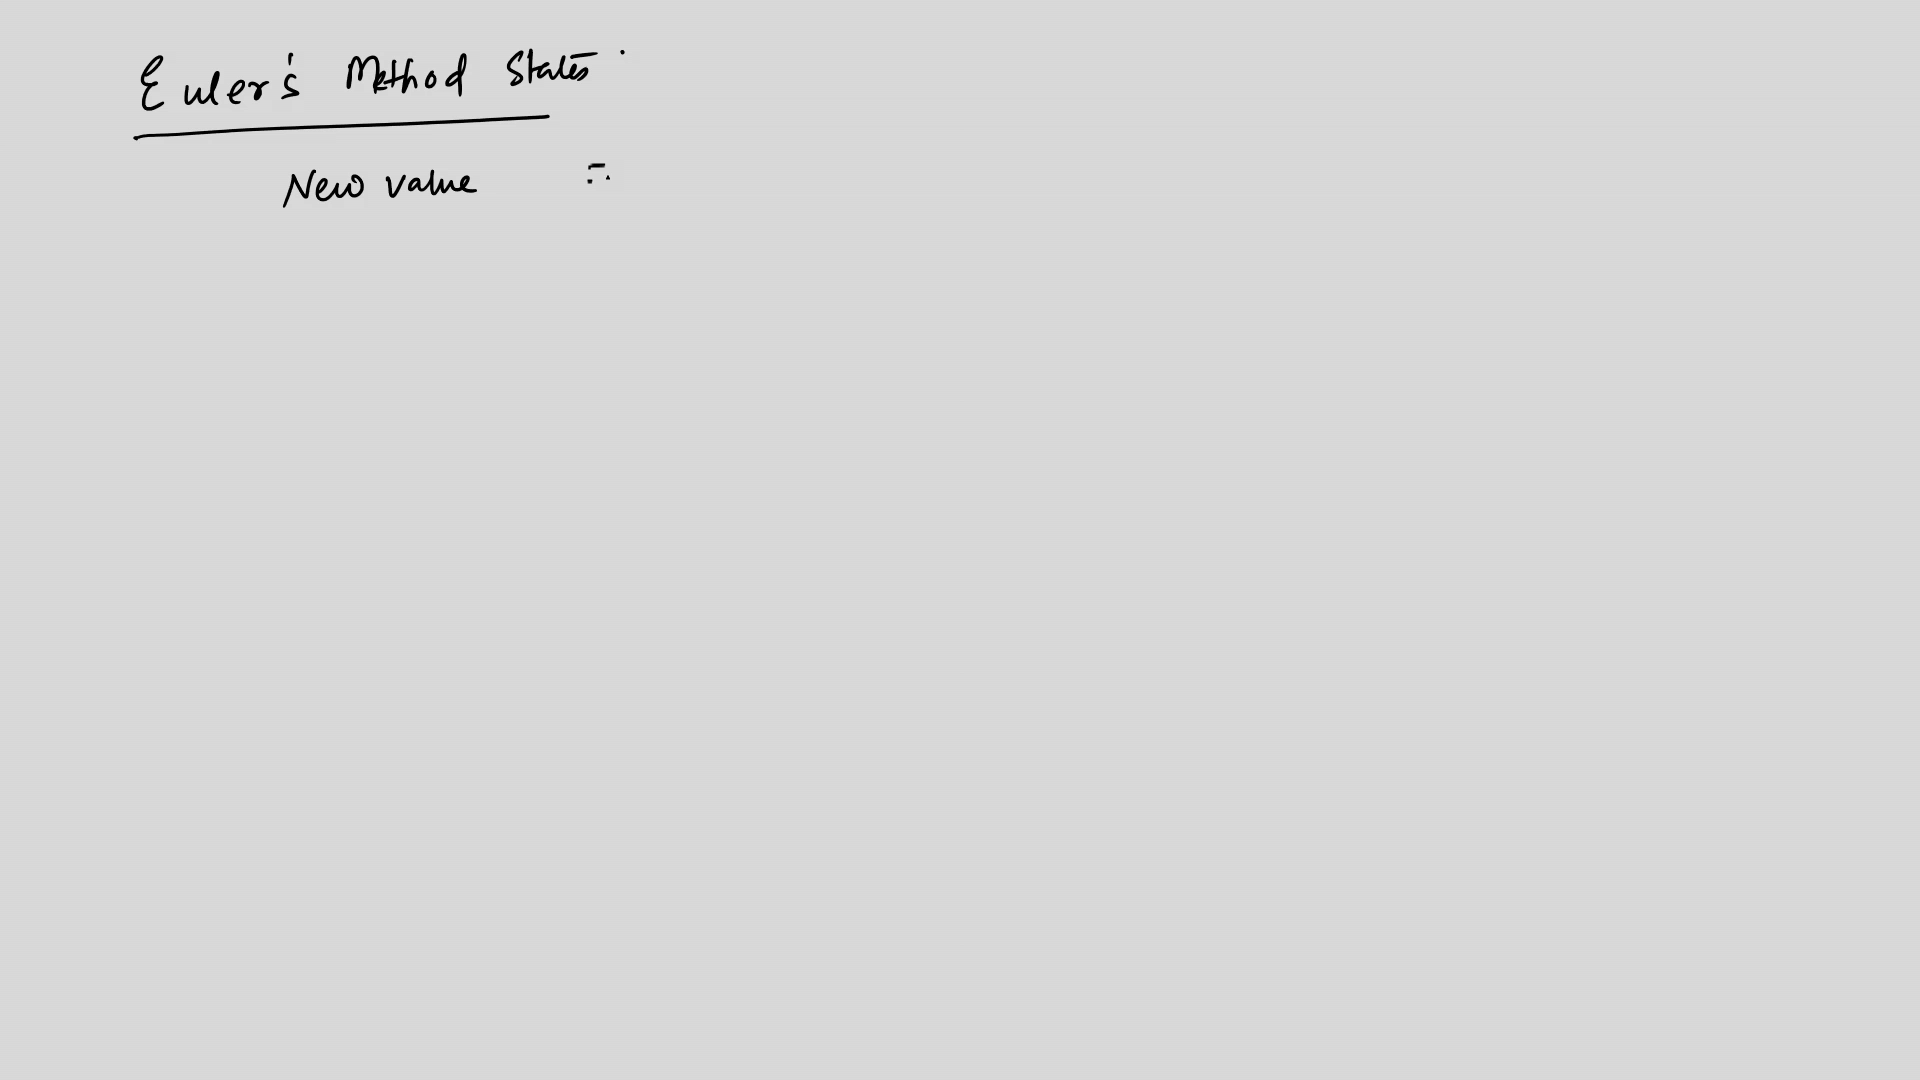 Euler's Method States
New value =